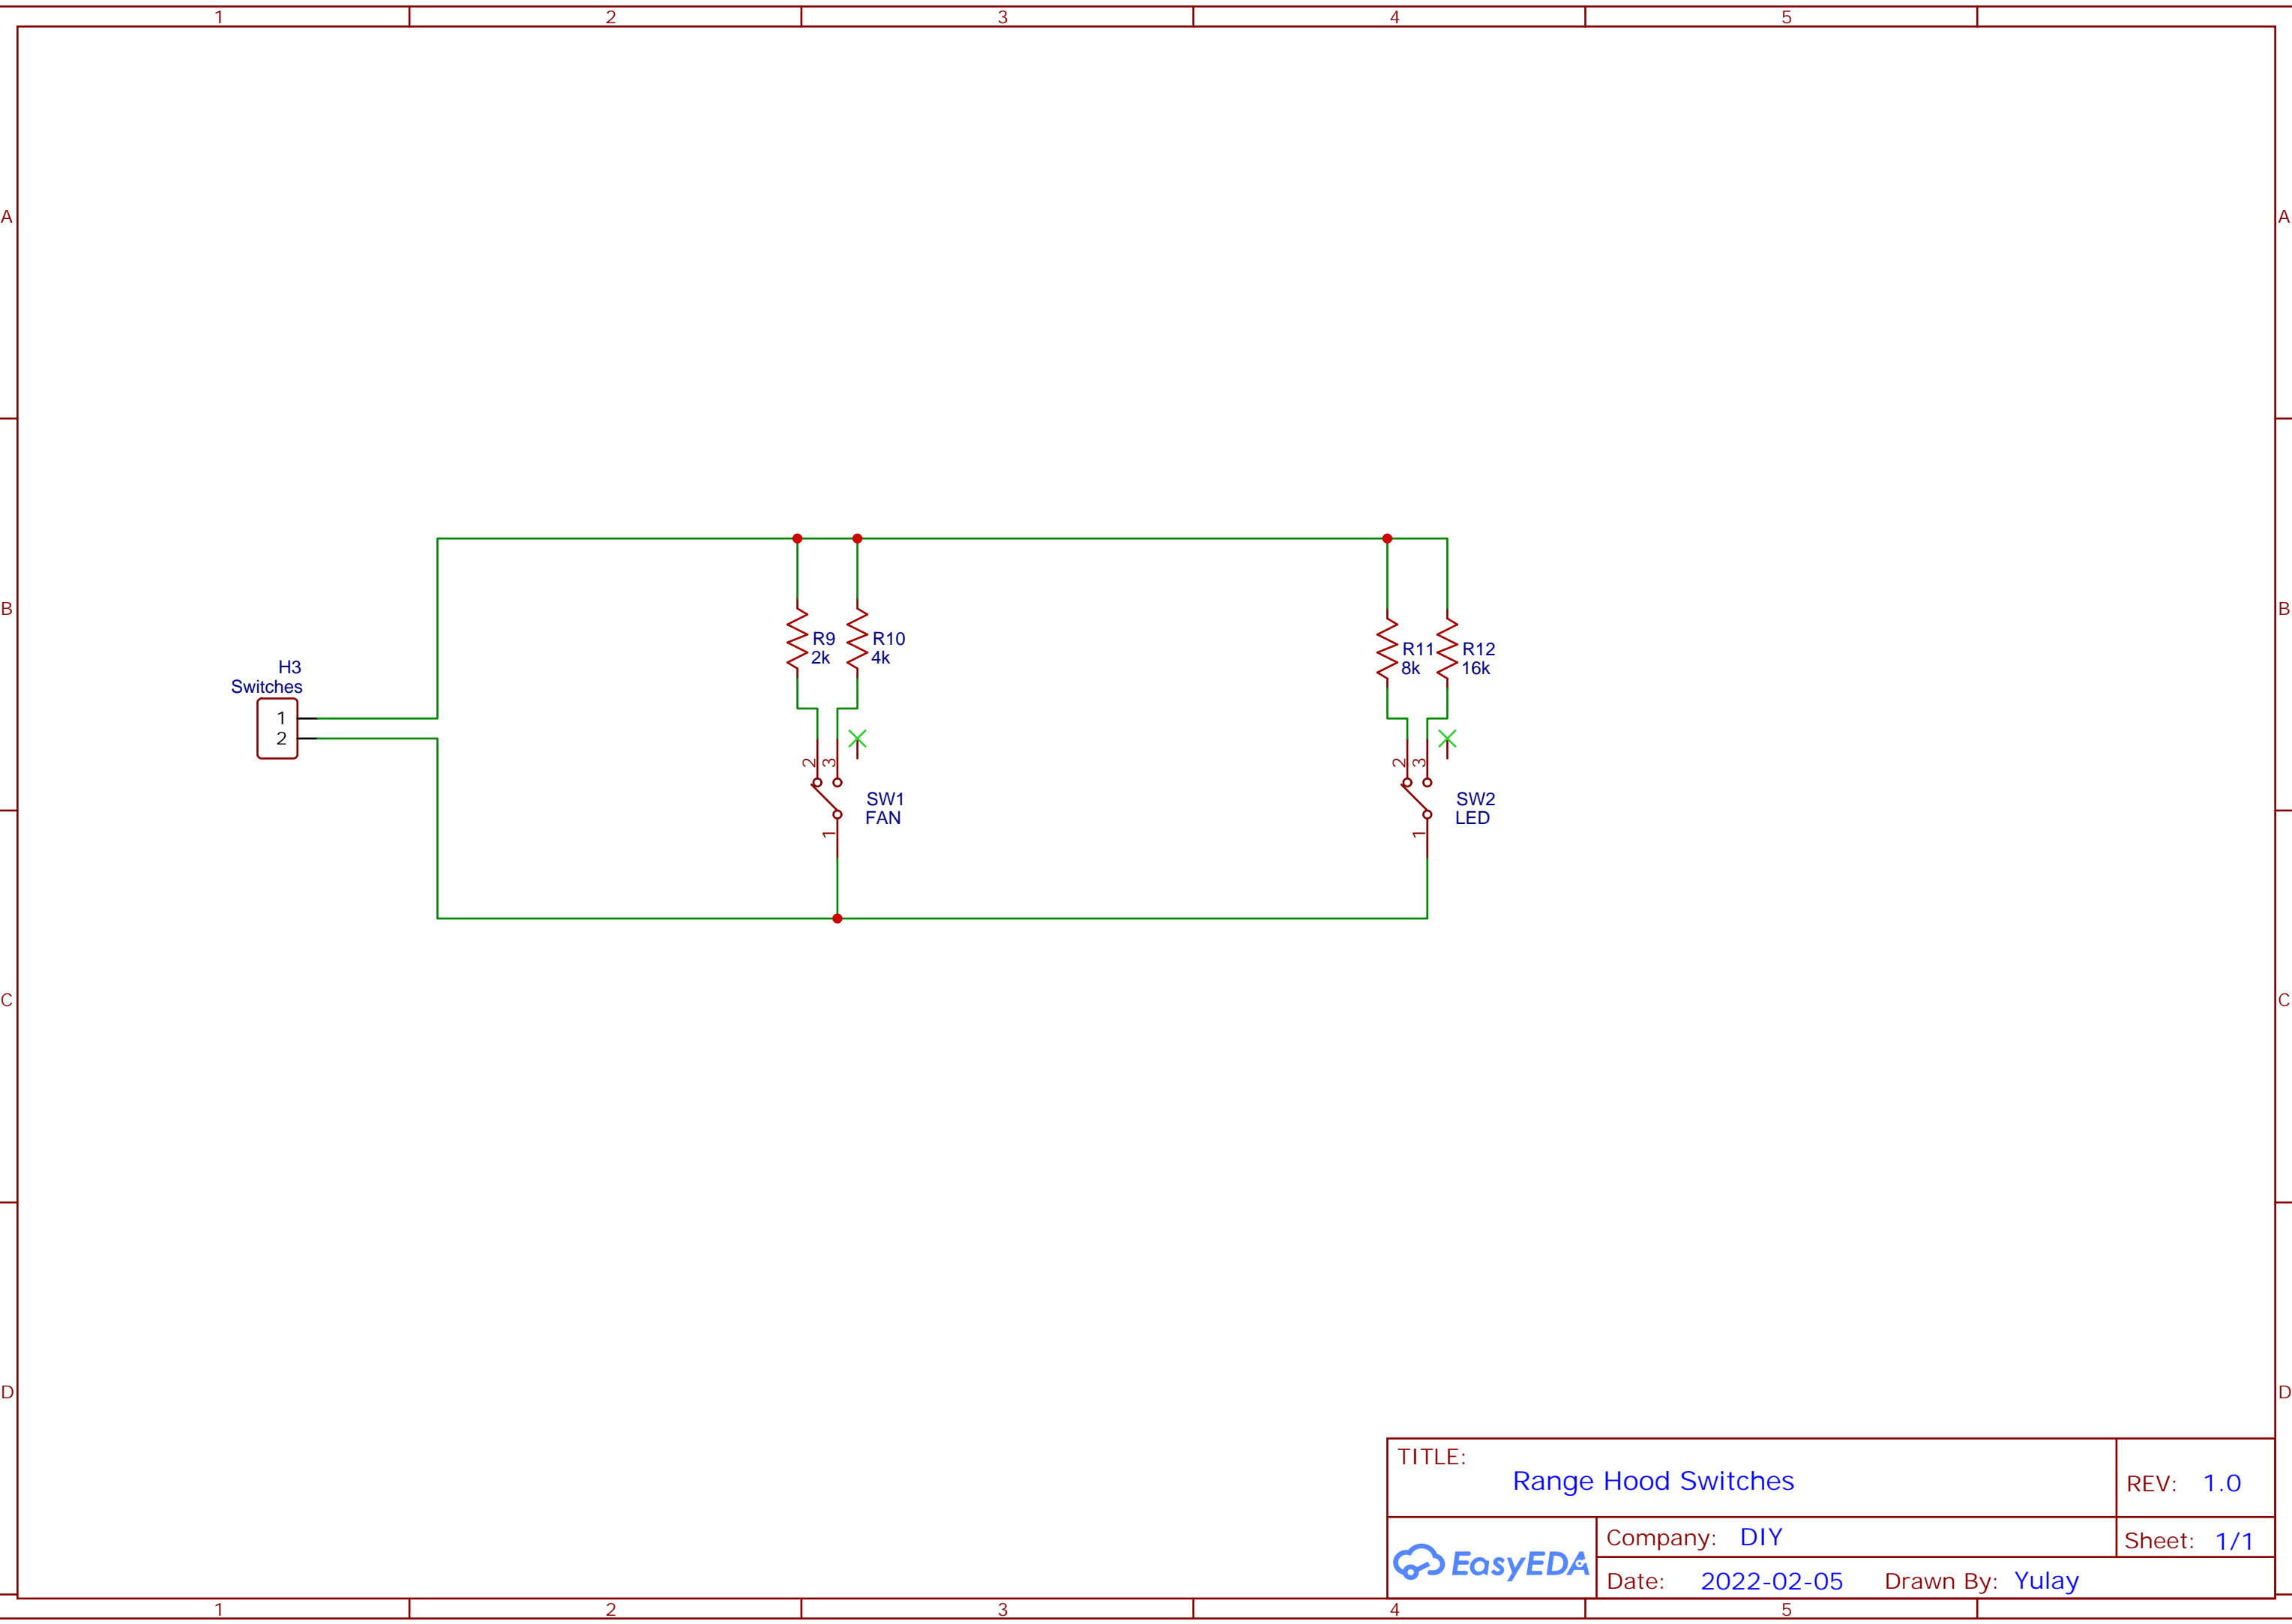 1 2 3 4 5
A A
B B
H3
Switches
1
2
R9
2k
R10
4k
R11
8k
R12
16k
2 3
1
SW1
FAN
2 3
1
SW2
LED
C C
D D
TITLE:
Range Hood Switches
REV: 1.0
EasyEDA
Company: DIY
Sheet: 1/1
Date: 2022-02-05 Drawn By: Yulay
1 2 3 4 5